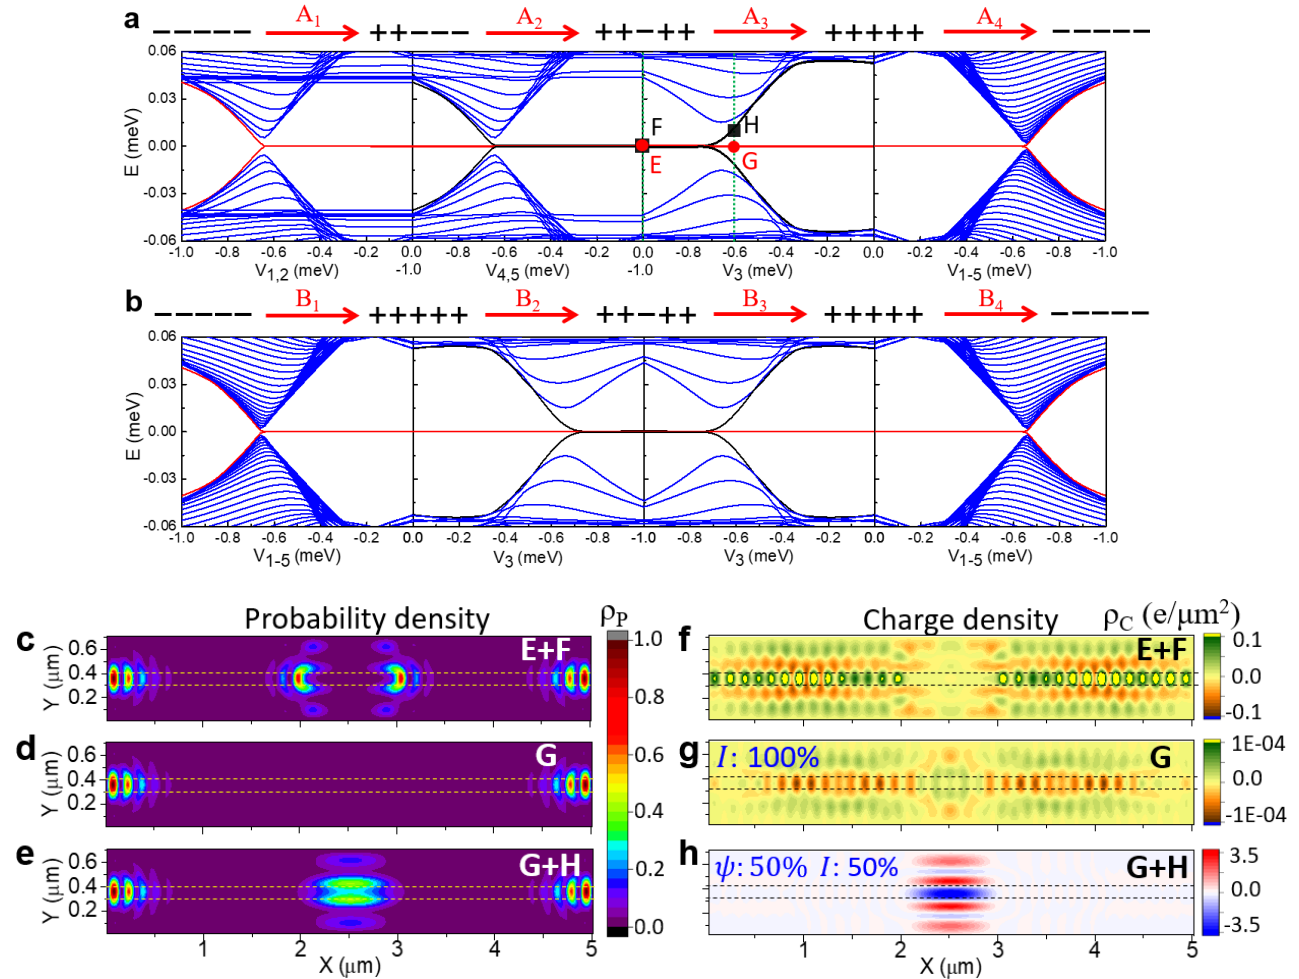 a
−−−−− A1 ++−−− A2 ++−++ A3 +++++ A4 −−−−−
0.06
0.03
0.00
-0.03
-0.06
E (meV)
F
E
H
G
-1.0 -0.8 -0.6 -0.4 -0.2 0.0 -0.8 -0.6 -0.4 -0.2 0.0 -0.8 -0.6 -0.4 -0.2 0.0 -0.2 -0.4 -0.6 -0.8 -1.0
-1.0 -1.0
V1,2 (meV) V4,5 (meV) V3 (meV) V1-5 (meV)
b
−−−−− B1 +++++ B2 ++−++ B3 +++++ B4 −−−−−
0.06
0.03
0.00
-0.03
-0.06
E (meV)
-1.0 -0.8 -0.6 -0.4 -0.2 0.0 -0.2 -0.4 -0.6 -0.8 -1.0 -0.8 -0.6 -0.4 -0.2 0.0 -0.2 -0.4 -0.6 -0.8 -1.0
V1-5 (meV) V3 (meV) V3 (meV) V1-5 (meV)
Probability density ρP
c
Y (μm)
0.6
0.4
0.2
E+F
d
Y (μm)
0.6
0.4
0.2
G
e
Y (μm)
0.6
0.4
0.2
G+H
1 2 3 4 5
X (μm)
1.0
0.8
0.6
0.4
0.2
0.0
Charge density ρC (e/μm2)
f
E+F
0.1
0.0
-0.1
g
I: 100%
G
1E-04
0.0
-1E-04
h
ψ: 50% I: 50%
G+H
3.5
0.0
-3.5
1 2 3 4 5
X (μm)